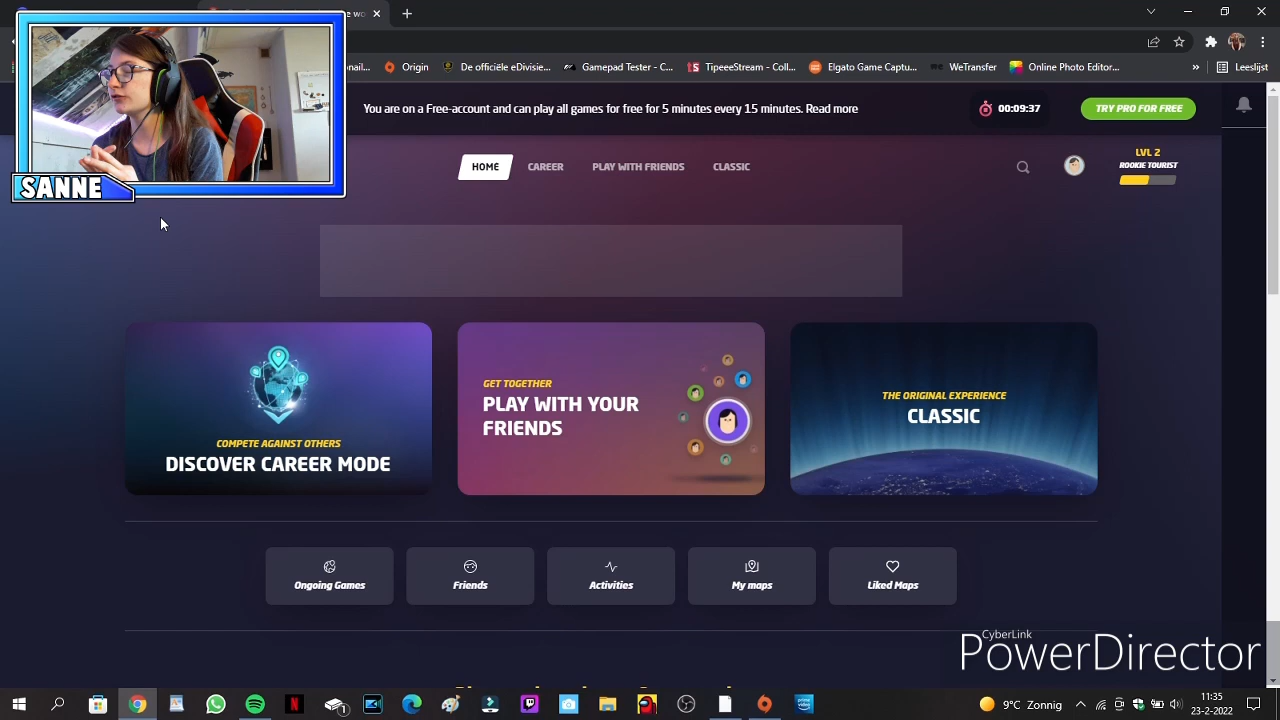 e wo
nail...
Origin
De officiële eDivisie...
Gamepad Tester - C...
TipeeStream - Coll...
Free Game Captu...
WeTransfer
Online Photo Editor...
»
Leeslijst
You are on a Free-account and can play all games for free for 5 minutes every 15 minutes. Read more
00:09:37
TRY PRO FOR FREE
HOME
CAREER
PLAY WITH FRIENDS
CLASSIC
LVL 2
ROOKIE TOURIST
SANNE
COMPETE AGAINST OTHERS
DISCOVER CAREER MODE
GET TOGETHER
PLAY WITH YOUR
FRIENDS
THE ORIGINAL EXPERIENCE
CLASSIC
Ongoing Games
Friends
Activities
My maps
Liked Maps
CyberLink
PowerDirector
9°C Zonnig
11:35
23-2-2022